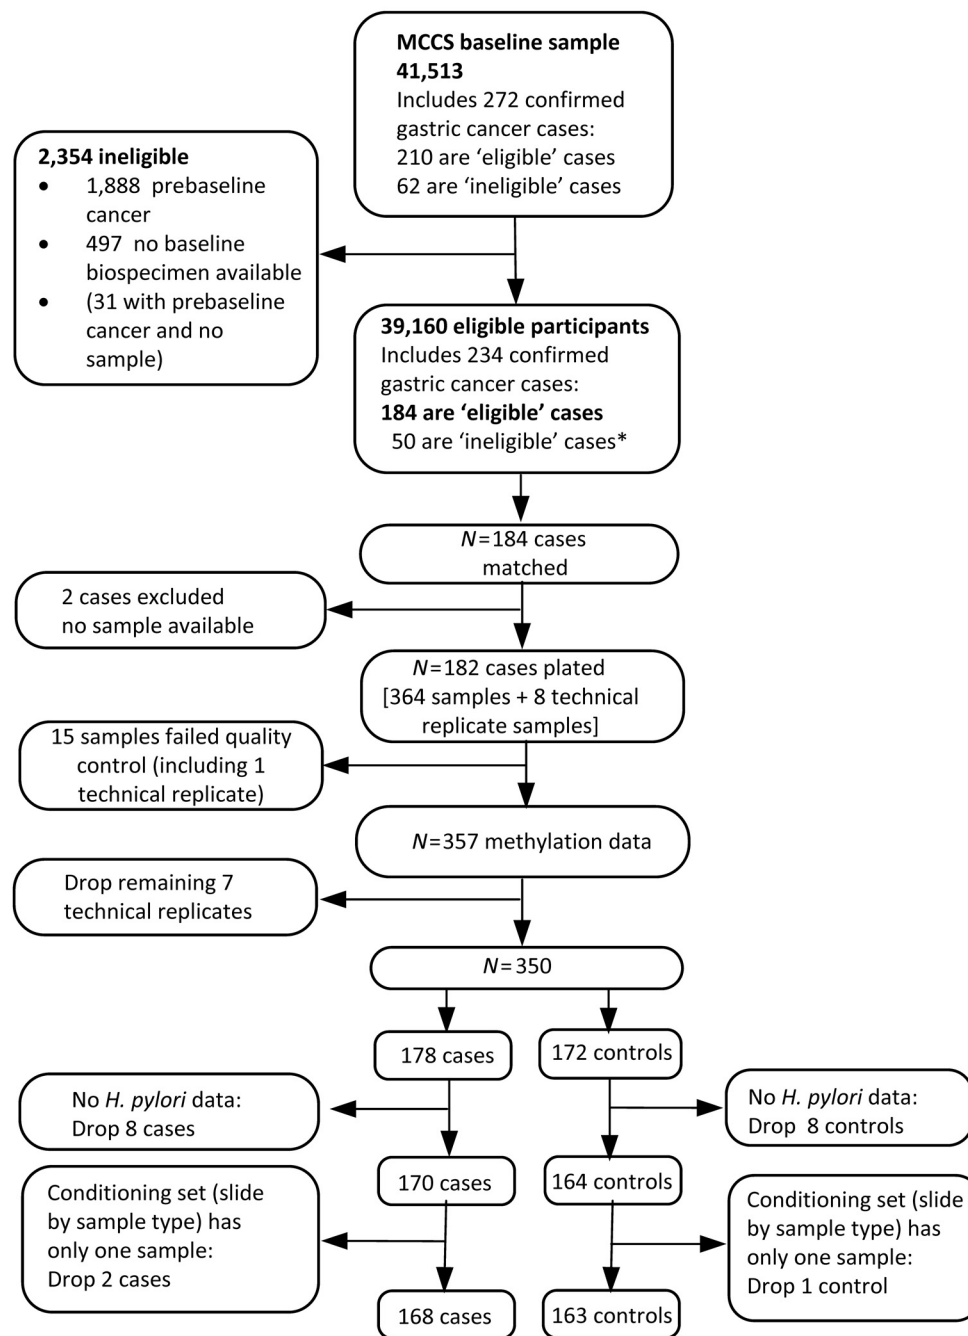 MCCS baseline sample
41,513
Includes 272 confirmed
gastric cancer cases:
210 are ‘eligible’ cases
62 are ‘ineligible’ cases
2,354 ineligible
• 1,888 prebaseline
cancer
• 497 no baseline
biospecimen available
• (31 with prebaseline
cancer and no
sample)
39,160 eligible participants
Includes 234 confirmed
gastric cancer cases:
184 are ‘eligible’ cases
50 are ‘ineligible’ cases*
N=184 cases
matched
2 cases excluded
no sample available
N=182 cases plated
[364 samples + 8 technical
replicate samples]
15 samples failed quality
control (including 1
technical replicate)
N=357 methylation data
Drop remaining 7
technical replicates
N=350
178 cases
172 controls
No H. pylori data:
Drop 8 cases
No H. pylori data:
Drop 8 controls
170 cases
164 controls
Conditioning set (slide
by sample type) has
only one sample:
Drop 2 cases
Conditioning set (slide
by sample type) has
only one sample:
Drop 1 control
168 cases
163 controls